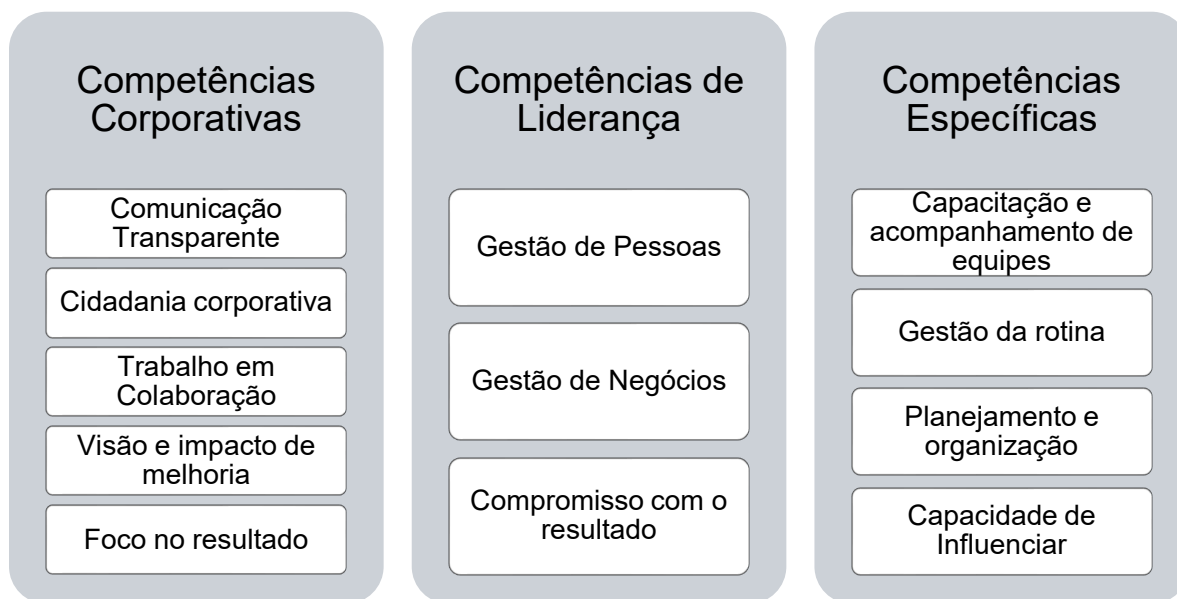 Competências
Corporativas
Comunicação
Transparente
Cidadania corporativa
Trabalho em
Colaboração
Visão e impacto de
melhoria
Foco no resultado
Competências de
Liderança
Gestão de Pessoas
Gestão de Negócios
Compromisso com o
resultado
Competências
Específicas
Capacitação e
acompanhamento de
equipes
Gestão da rotina
Planejamento e
organização
Capacidade de
Influenciar